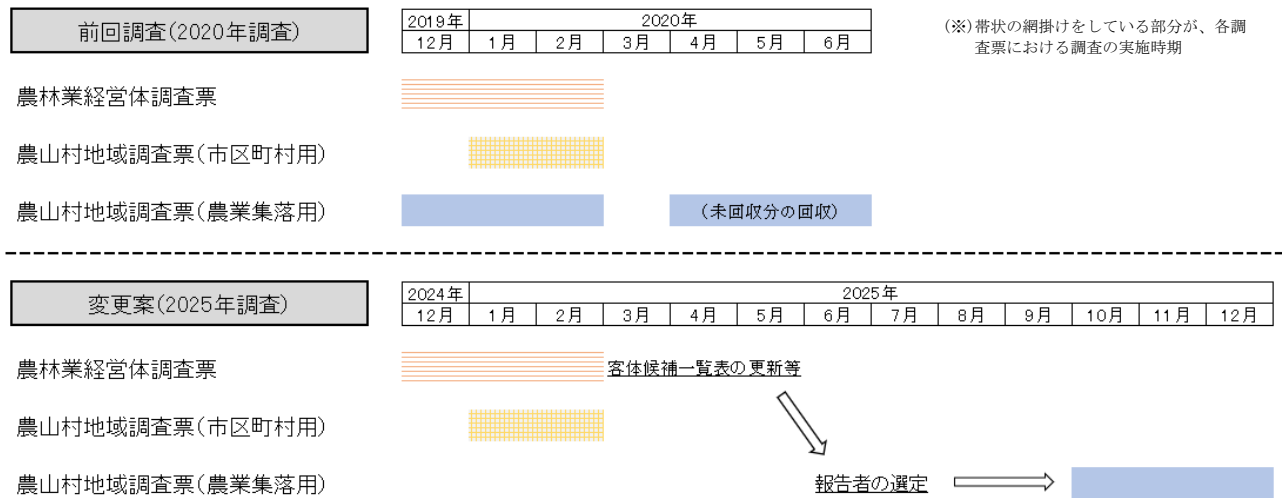 前回調査(2020年調査)
2019年 2020年
12月 1月 2月 3月 4月 5月 6月
(※)帯状の網掛けをしている部分が、各調
査票における調査の実施時期
農林業経営体調査票
農山村地域調査票(市区町村用)
農山村地域調査票(農業集落用)
(未回収分の回収)
変更案(2025年調査)
2024年 2025年
12月 1月 2月 3月 4月 5月 6月 7月 8月 9月 10月 11月 12月
農林業経営体調査票
客体候補一覧表の更新等
農山村地域調査票(市区町村用)
農山村地域調査票(農業集落用)
報告者の選定